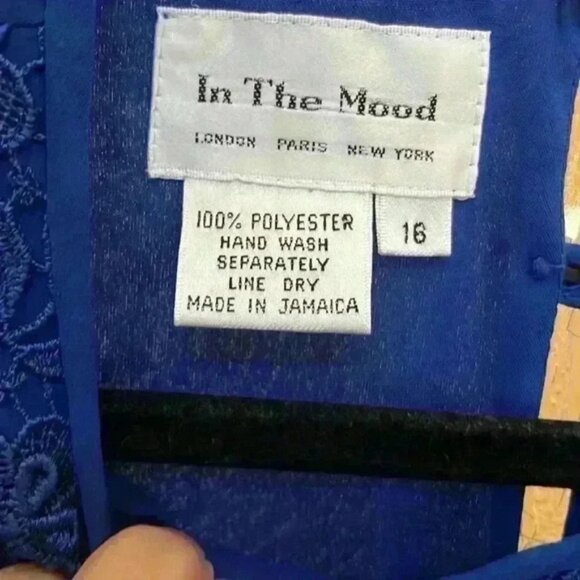 In The Mood
LONDON PARIS NEW YORK
100% POLYESTER
HAND WASH
SEPARATELY
LINE DRY
MADE IN JAMAICA
16